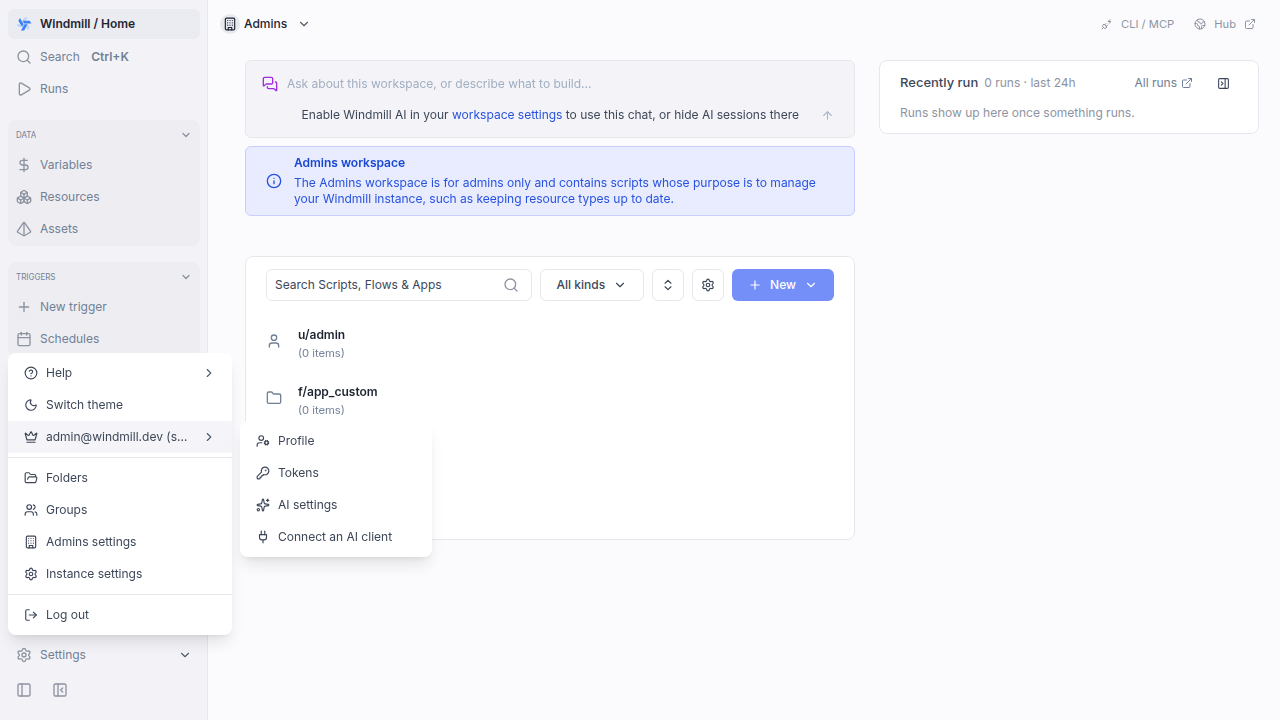 Windmill / Home
Search Ctrl+K
Runs
DATA
Variables
Resources
Assets
TRIGGERS
New trigger
Schedules
Help
Switch theme
admin@windmill.dev (s...
Folders
Groups
Admins settings
Instance settings
Log out
Settings
Profile
Tokens
AI settings
Connect an AI client
Admins
CLI / MCP
Hub
Ask about this workspace, or describe what to build...
Enable Windmill AI in your workspace settings to use this chat, or hide AI sessions there
Admins workspace
The Admins workspace is for admins only and contains scripts whose purpose is to manage
your Windmill instance, such as keeping resource types up to date.
Search Scripts, Flows & Apps
All kinds
New
u/admin
(0 items)
f/app_custom
(0 items)
Recently run 0 runs · last 24h
All runs
Runs show up here once something runs.